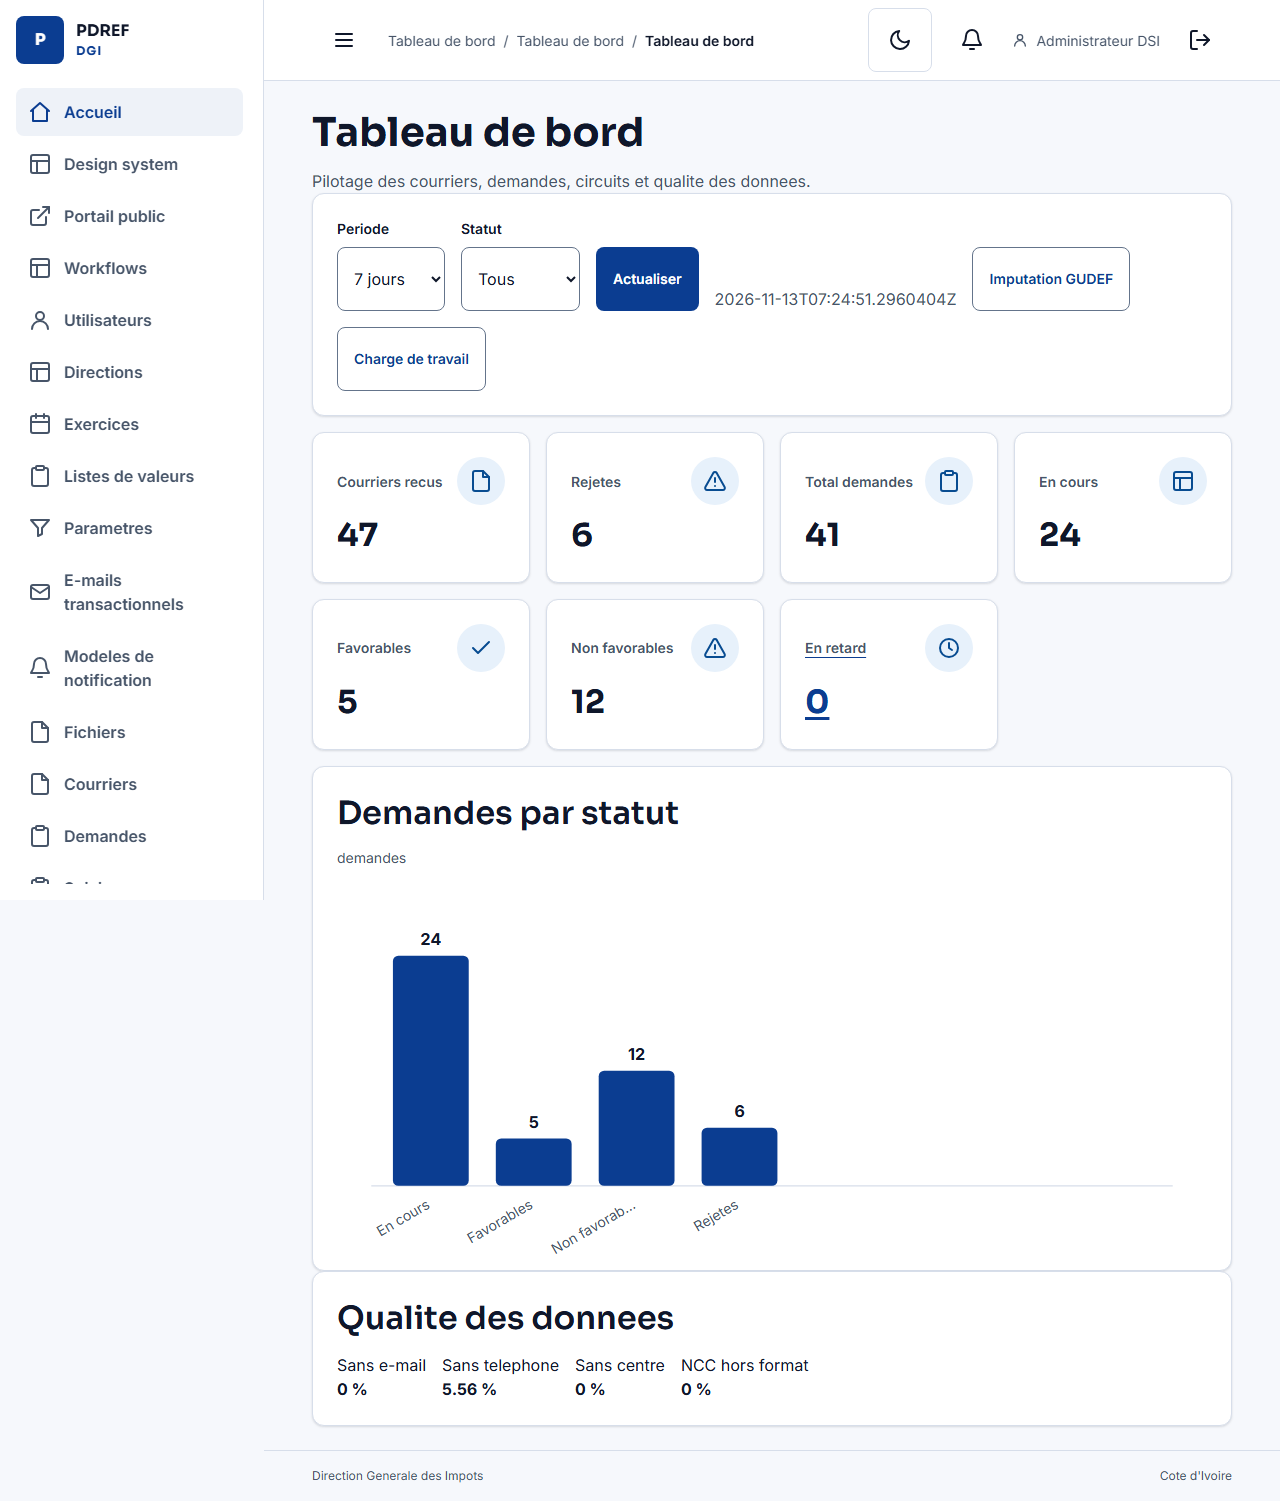 P
PDREF
DGI
Tableau de bord / Tableau de bord / Tableau de bord
Administrateur DSI
Accueil
Design system
Portail public
Workflows
Utilisateurs
Directions
Exercices
Listes de valeurs
Parametres
E-mails
transactionnels
Modeles de
notification
Fichiers
Courriers
Demandes
Tableau de bord
Pilotage des courriers, demandes, circuits et qualite des donnees.
Periode
Statut
7 jours
Tous
Actualiser
2026-11-13T07:24:51.2960404Z
Imputation GUDEF
Charge de travail
Courriers recus
47
Rejetes
6
Total demandes
41
En cours
24
Favorables
5
Non favorables
12
En retard
0
Demandes par statut
demandes
24
5
12
6
En cours
Favorables
Non favorab...
Rejetes
Qualite des donnees
Sans e-mail
0 %
Sans telephone
5.56 %
Sans centre
0 %
NCC hors format
0 %
Direction Generale des Impots
Cote d'Ivoire